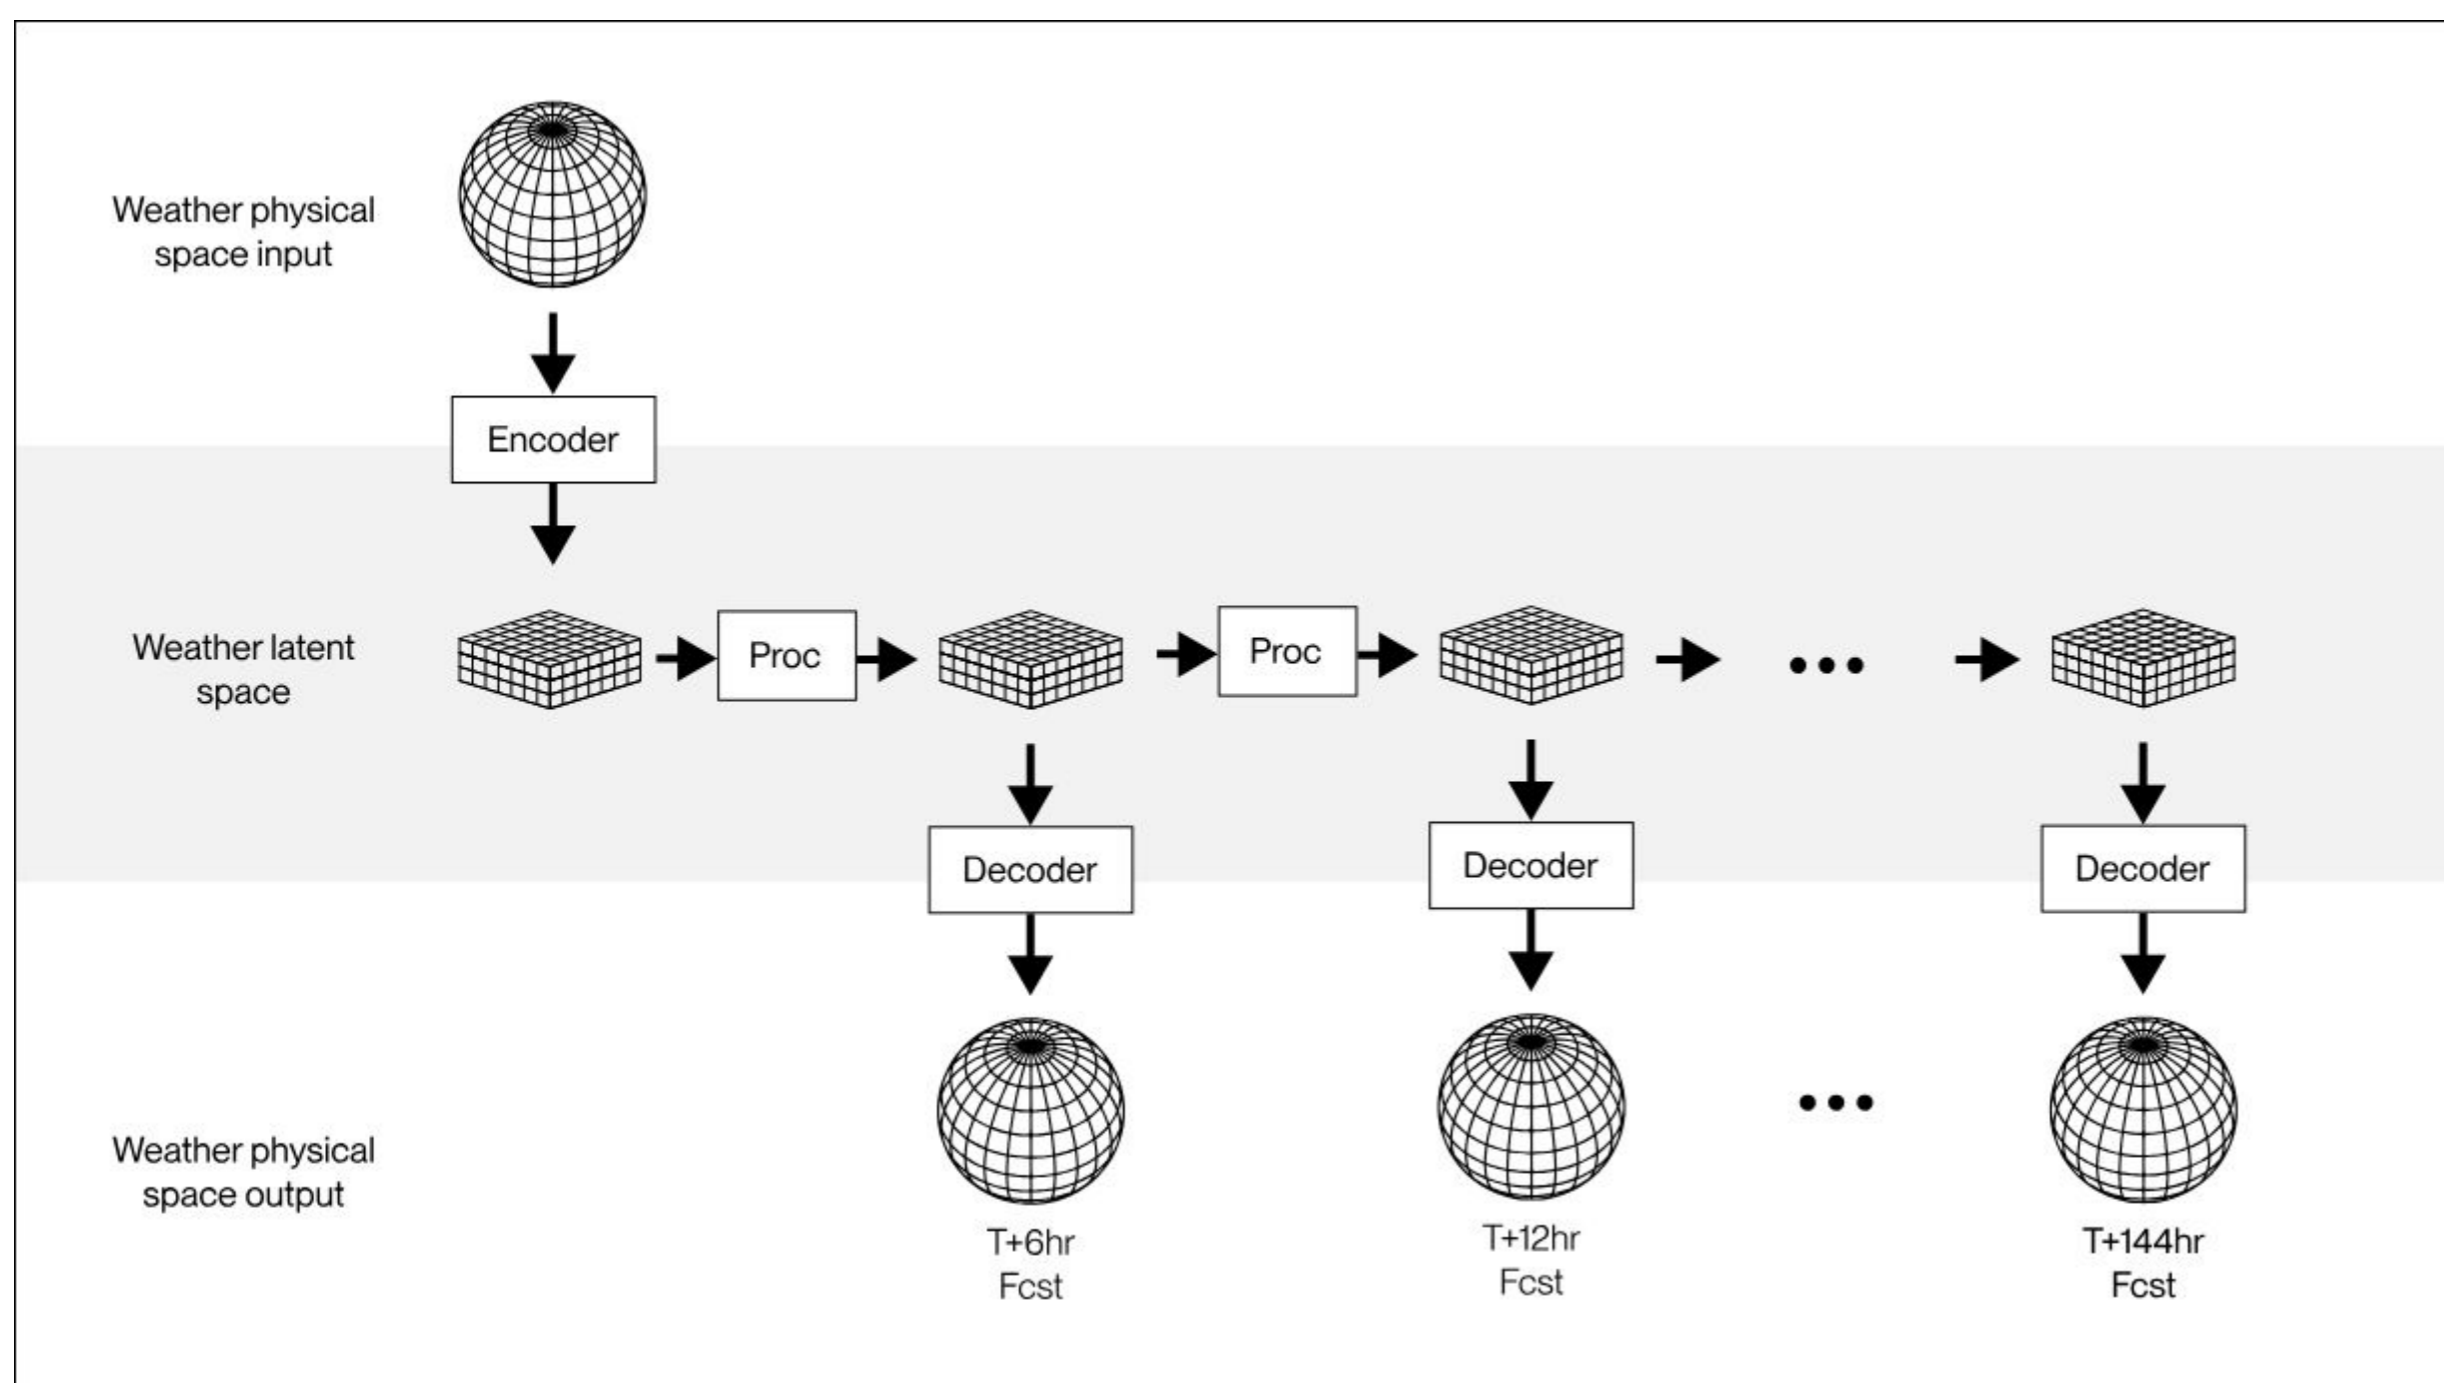 Weather physical
space input
Encoder
Weather latent
space
Proc
Proc
Decoder
Decoder
Decoder
Weather physical
space output
T+6hr
Fcst
T+12hr
Fcst
T+144hr
Fcst